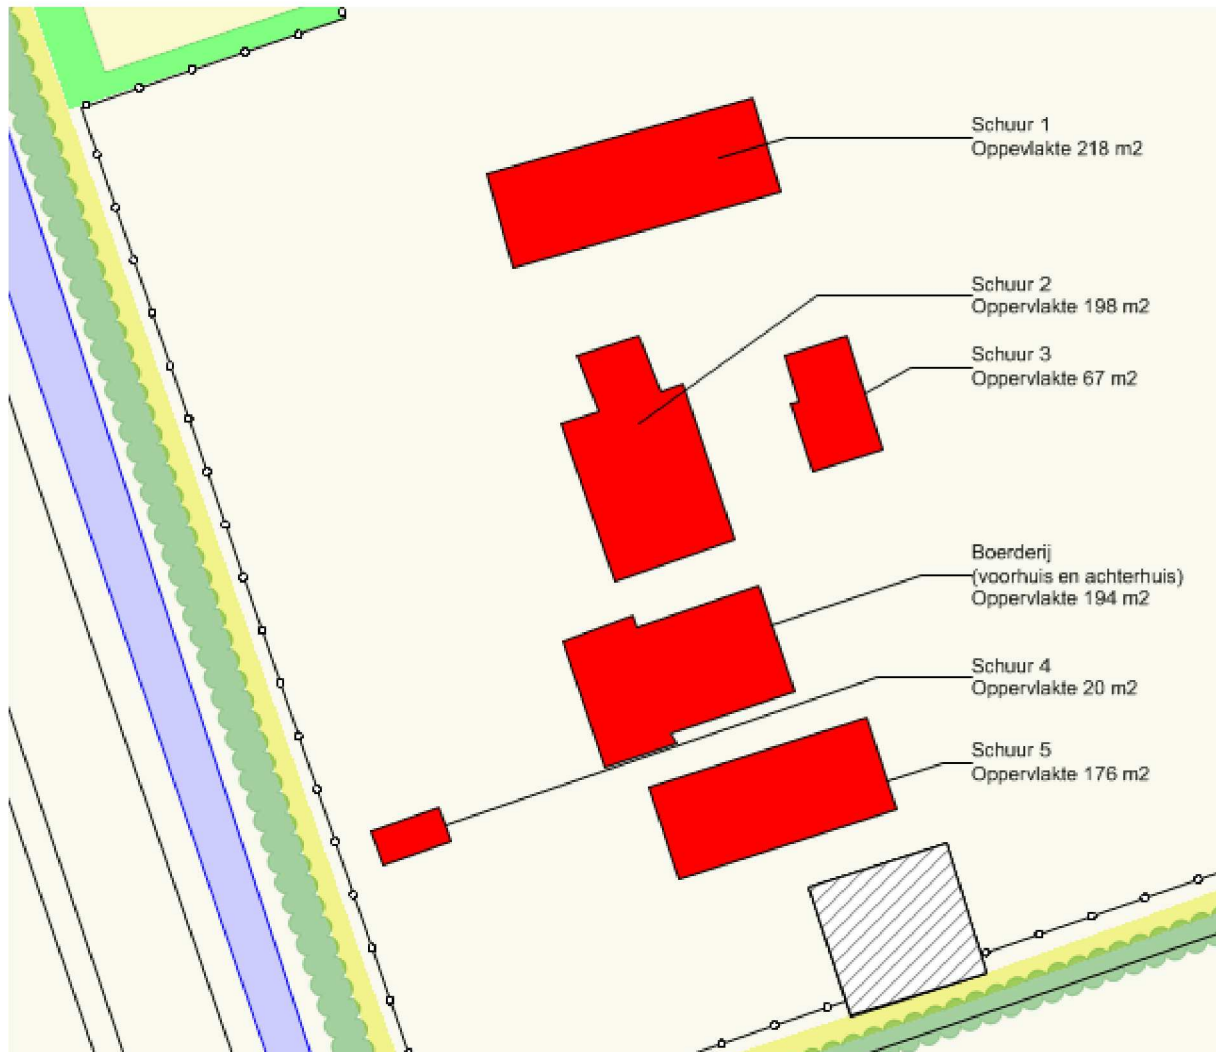 Schuur 1
Oppevlakte 218 m2
Schuur 2
Oppervlakte 198 m2
Schuur 3
Oppervlakte 67 m2
Boerderij
(voorhuis en achterhuis)
Oppervlakte 194 m2
Schuur 4
Oppervlakte 20 m2
Schuur 5
Oppervlakte 176 m2